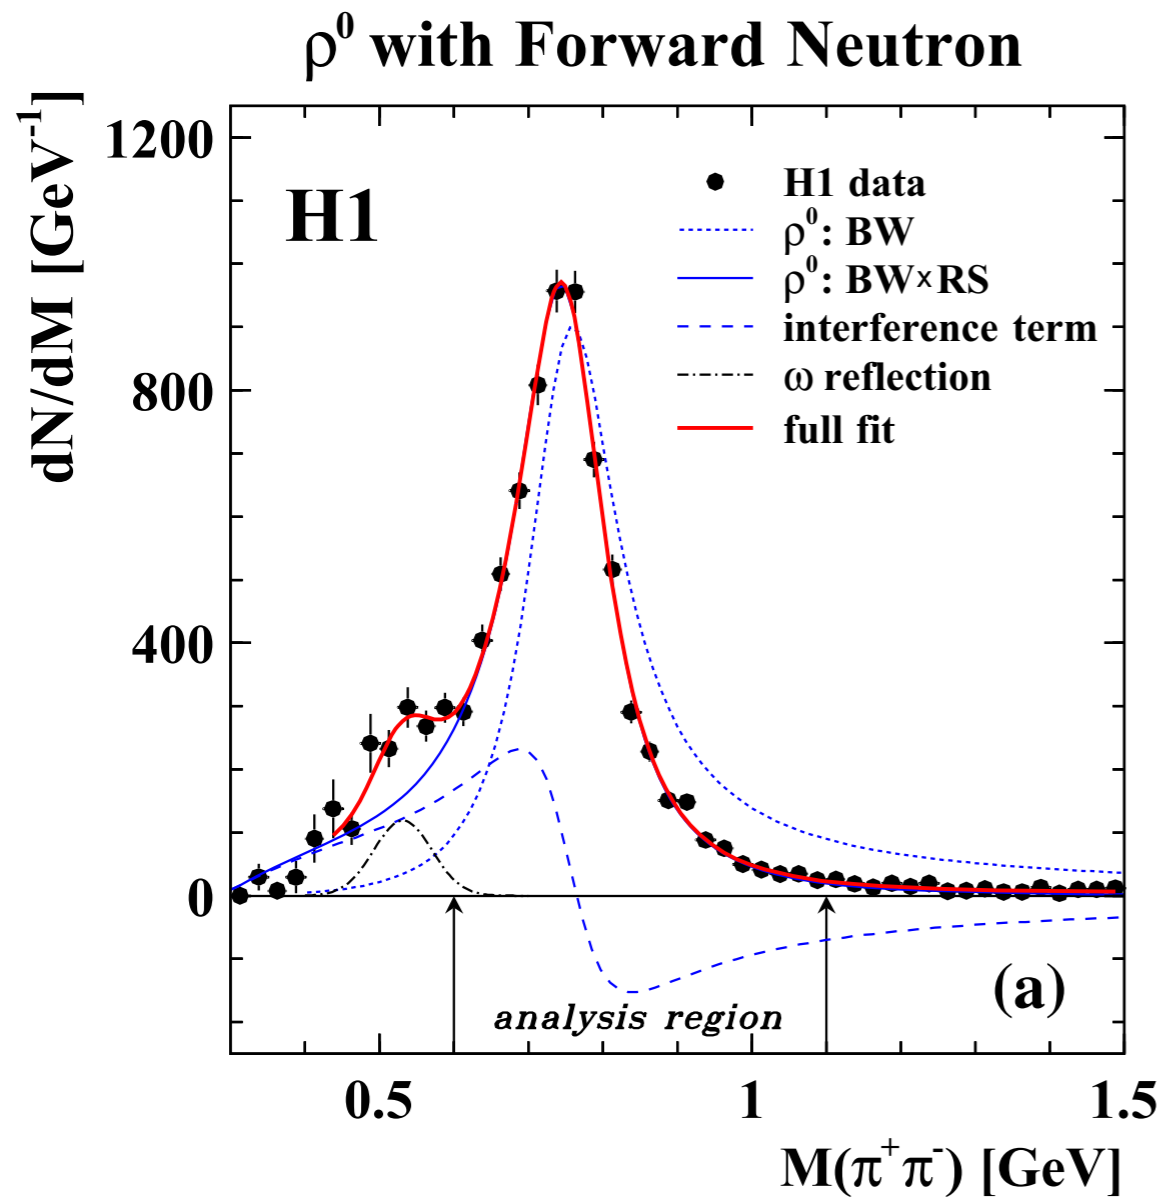 ρ⁰ with Forward Neutron
dN/dM [GeV⁻¹]
1200
800
400
0
H1
H1 data
ρ⁰: BW
ρ⁰: BW×RS
interference term
ω reflection
full fit
(a)
analysis region
0.5 1 1.5
M(π⁺π⁻) [GeV]